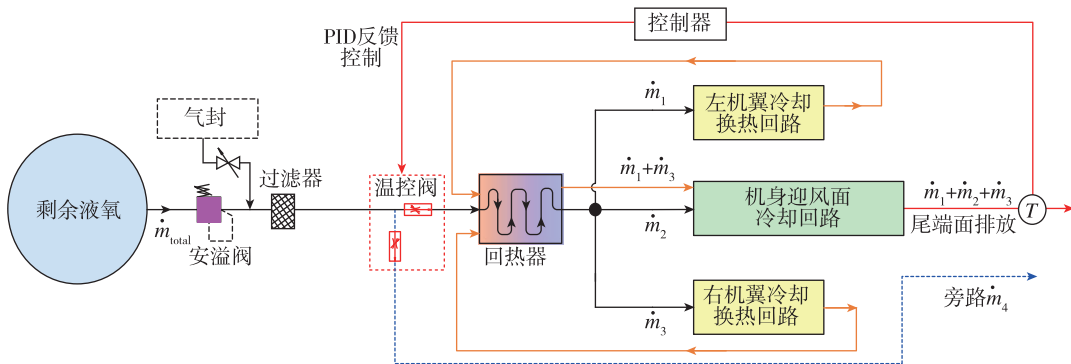 控制器
PID反馈
控制
气封
ṁ₁
左机翼冷却
换热回路
过滤器
温控阀
ṁ₁+ṁ₃
剩余液氧
ṁtotal
安溢阀
回热器
ṁ₂
机身迎风面
冷却回路
ṁ₁+ṁ₂+ṁ₃
尾端面排放
T
ṁ₃
右机翼冷却
换热回路
旁路ṁ₄